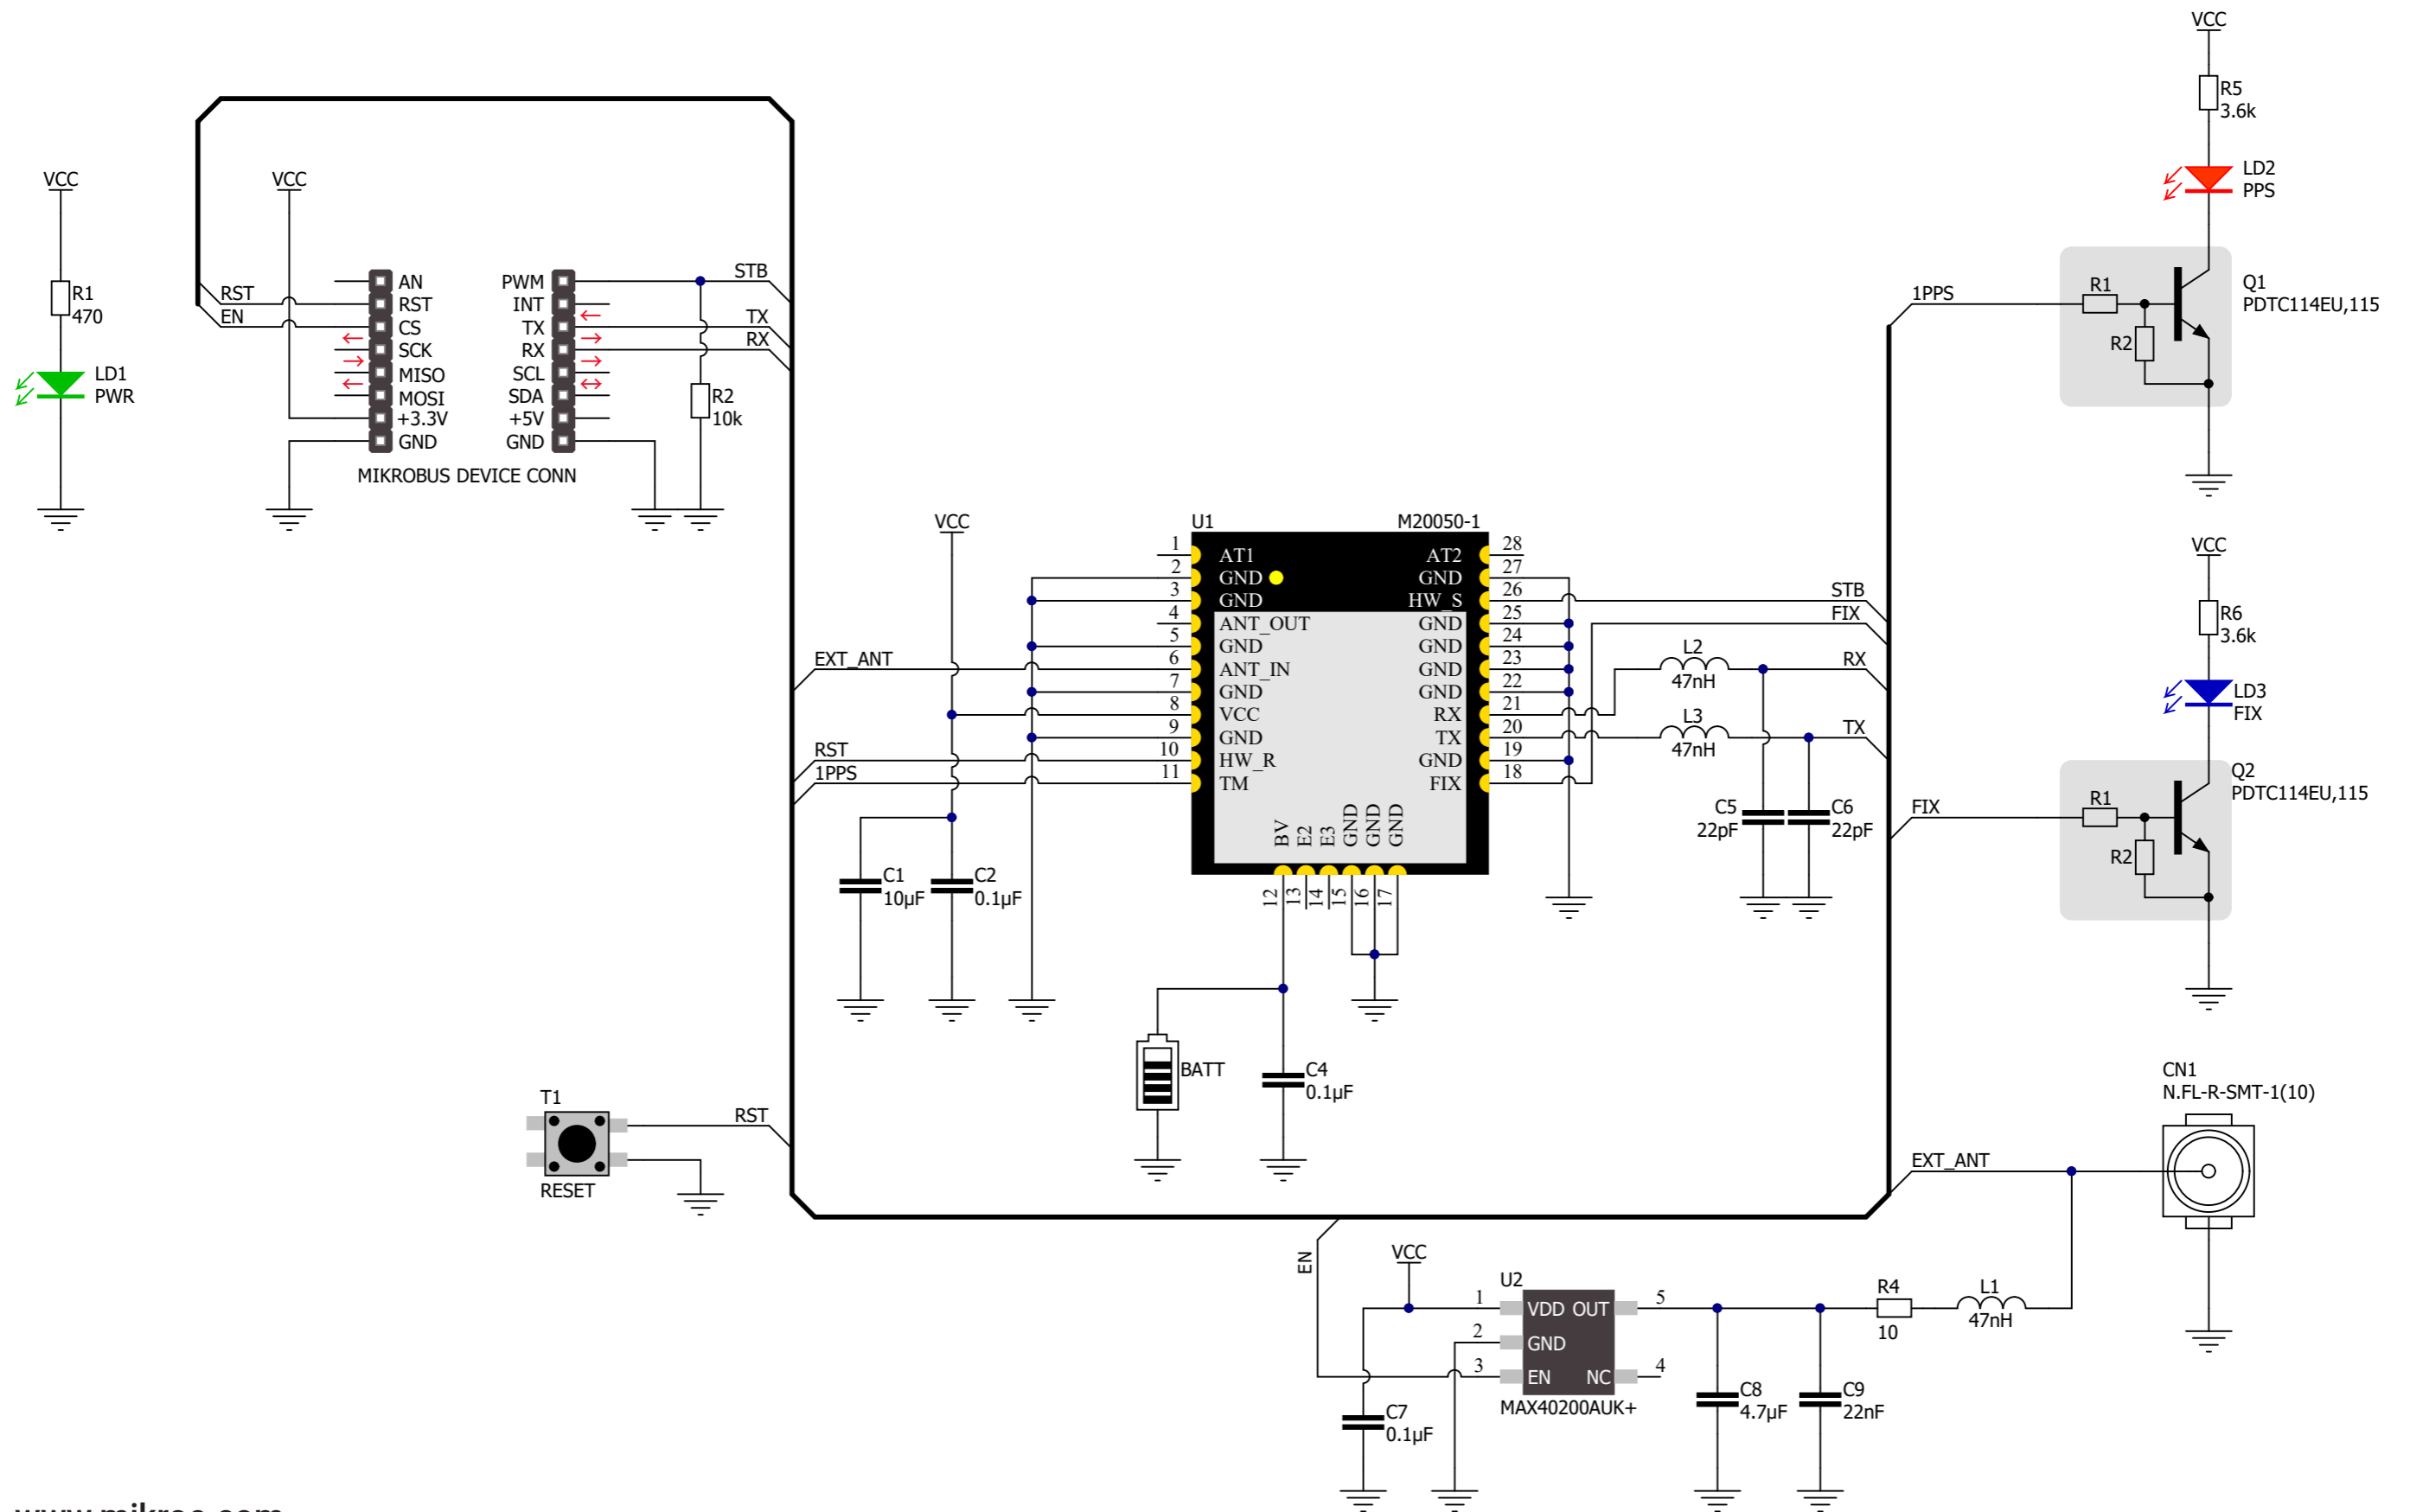 VCC
R5
3.6k
LD2
PPS
1PPS
R1
R2
Q1
PDTC114EU,115
VCC
R1
470
LD1
PWR
VCC
RST
EN
AN
RST
CS
SCK
MISO
MOSI
+3.3V
GND
PWM
INT
TX
RX
SCL
SDA
+5V
GND
MIKROBUS DEVICE CONN
STB
TX
RX
R2
10k
VCC
U1
M20050-1
1 AT1
2 GND
3 GND
4 ANT_OUT
5 GND
6 ANT_IN
7 GND
8 VCC
9 GND
10 HW_R
11 TM
AT2 28
GND 27
HW_S 26
GND 25
GND 24
GND 23
GND 22
RX 21
TX 20
GND 19
FIX 18
BV 12
E2 13
E3 14
GND 15
GND 16
GND 17
EXT_ANT
RST
1PPS
C1
10µF
C2
0.1µF
STB
FIX
RX
TX
L2
47nH
L3
47nH
C5
22pF
C6
22pF
VCC
R6
3.6k
LD3
FIX
FIX
R1
R2
Q2
PDTC114EU,115
BATT
C4
0.1µF
T1
RESET
RST
CN1
N.FL-R-SMT-1(10)
EXT_ANT
EN
VCC
U2
1 VDD
2 GND
3 EN
OUT 5
NC 4
MAX40200AUK+
C7
0.1µF
C8
4.7µF
C9
22nF
R4
10
L1
47nH
www.mikroe.com